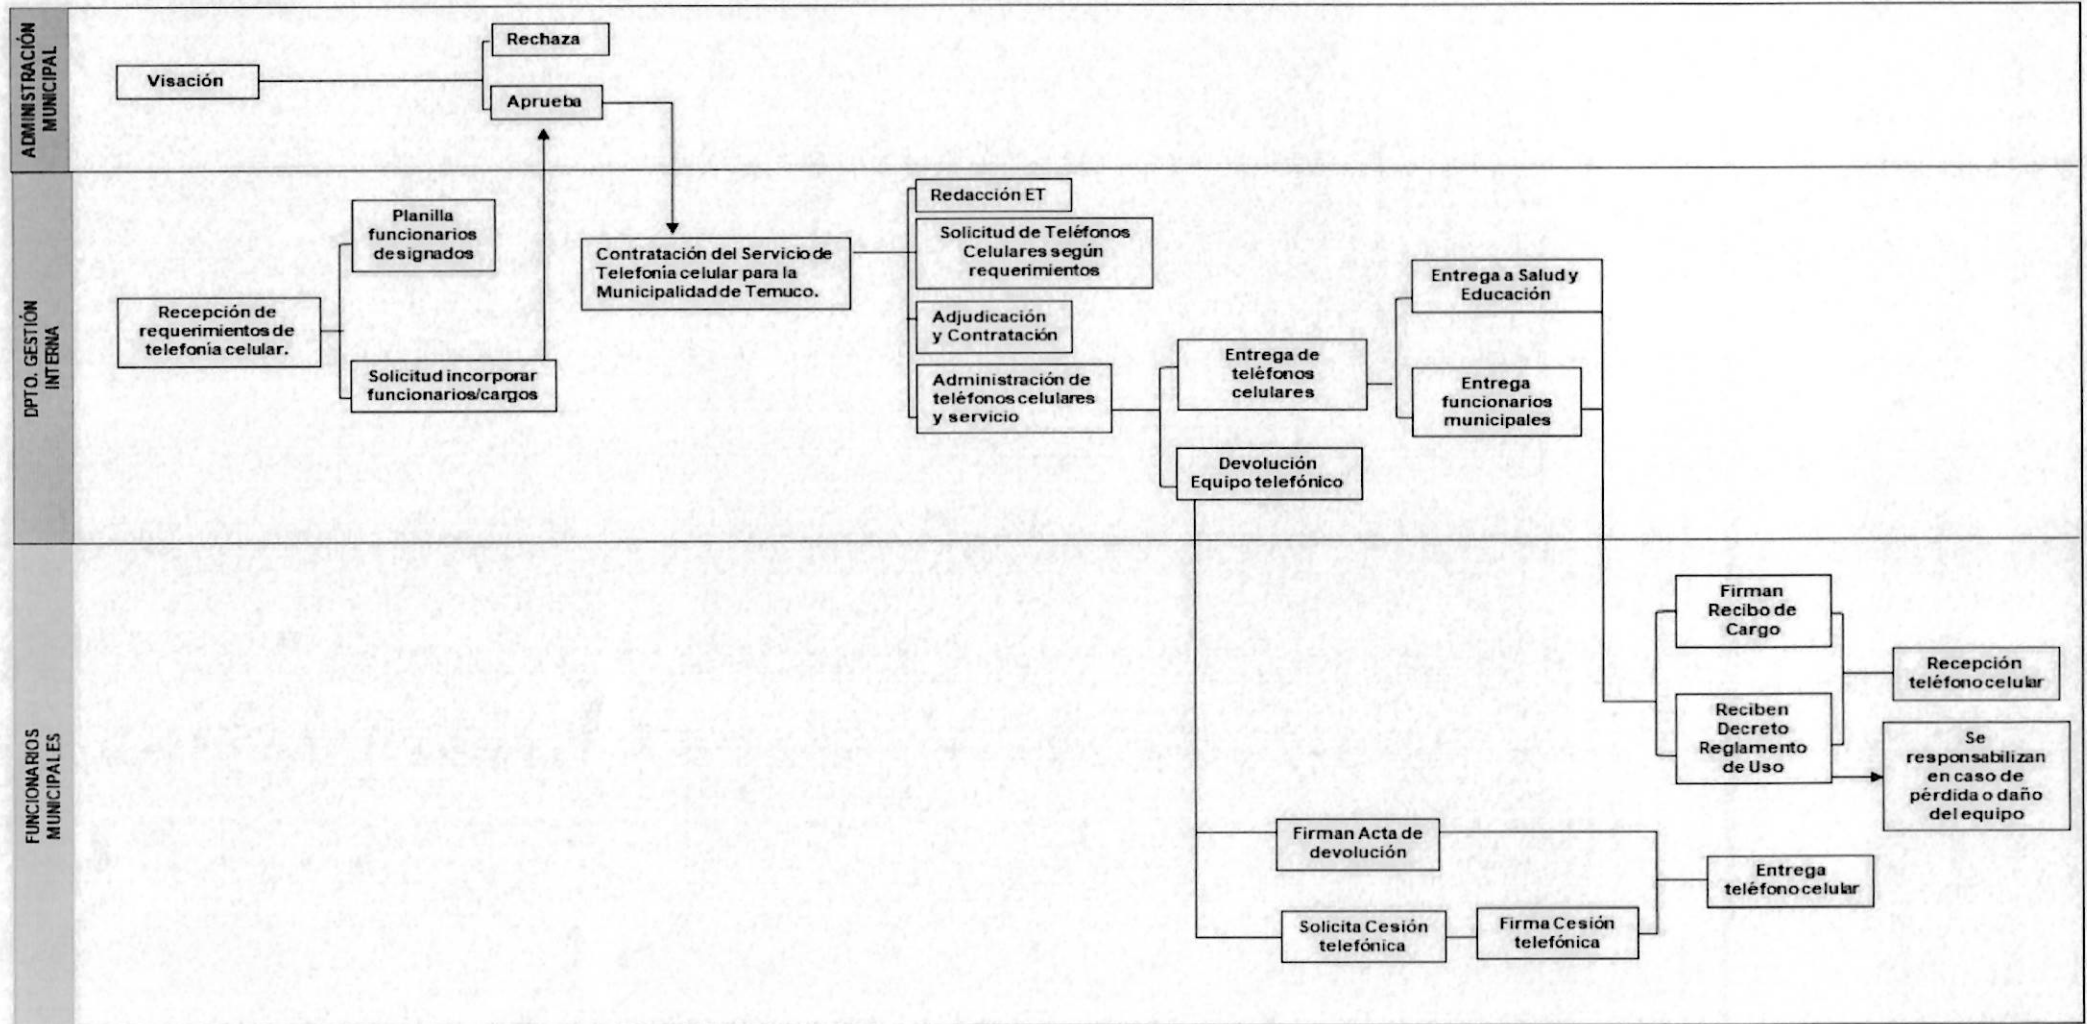 ADMINISTRACIÓN
MUNICIPAL
Visación
Rechaza
Aprueba
DPTO. GESTIÓN
INTERNA
Recepción de
requerimientos de
telefonía celular.
Planilla
funcionarios
designados
Solicitud incorporar
funcionarios/cargos
Contratación del Servicio de
Telefonía celular para la
Municipalidad de Temuco.
Redacción ET
Solicitud de Teléfonos
Celulares según
requerimientos
Adjudicación
y Contratación
Administración de
teléfonos celulares
y servicio
Entrega de
teléfonos
celulares
Devolución
Equipo telefónico
Entrega a Salud y
Educación
Entrega
funcionarios
municipales
FUNCIONARIOS
MUNICIPALES
Firman
Recibo de
Cargo
Reciben
Decreto
Reglamento
de Uso
Recepción
teléfono celular
Se
responsabilizan
en caso de
pérdida o daño
del equipo
Firman Acta de
devolución
Solicita Cesión
telefónica
Firma Cesión
telefónica
Entrega
teléfono celular